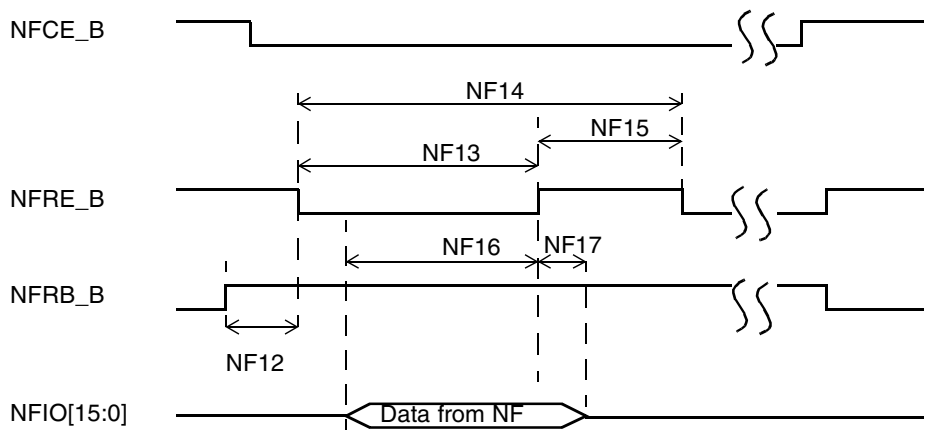 NFCE_B
NF14
NF15
NF13
NFRE_B
NF16
NF17
NFRB_B
NF12
NFIO[15:0]
Data from NF